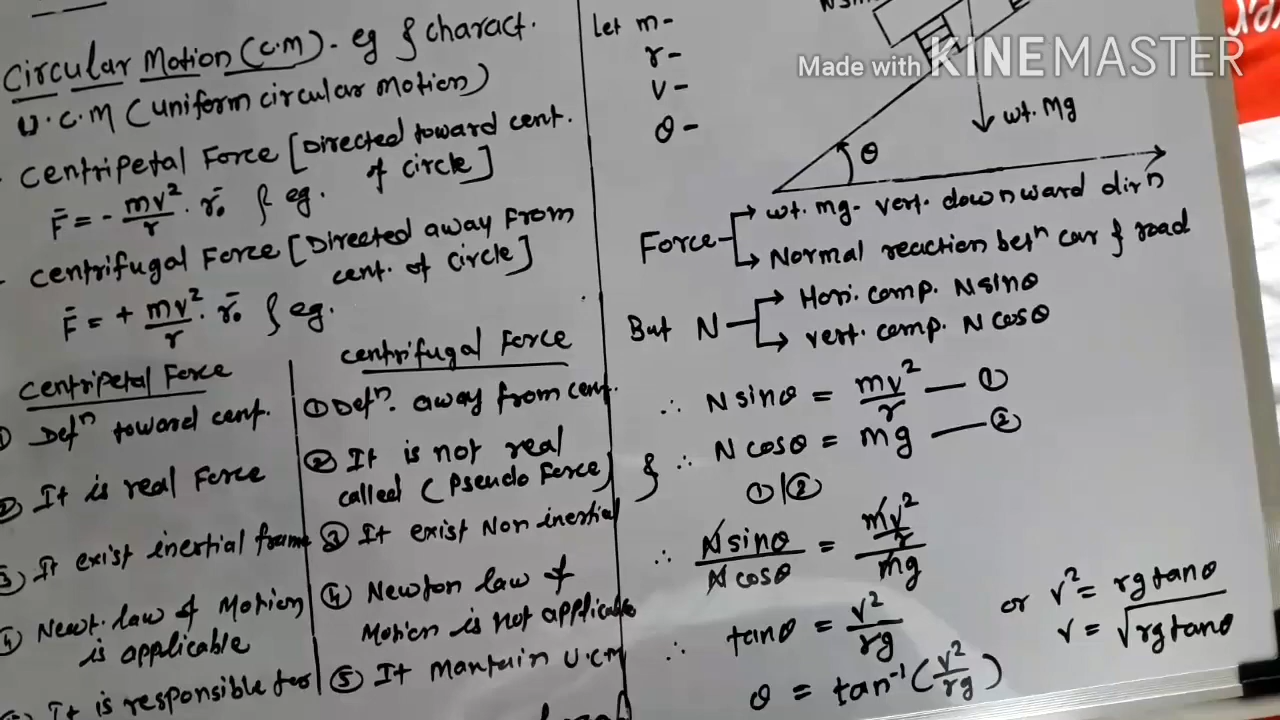 Circular Motion (C.M) - eg & charact.
U.C.M (uniform circular Motion)
- Centripetal Force [Directed toward cent. of circle]
F̄ = - mv²/r · r̄₀ & eg.
- Centrifugal Force [Directed away From cent. of circle]
F̄ = + mv²/r · r̄₀ & eg.
Centripetal Force
① Defⁿ toward cent.
② It is real Force
③ It exist inertial frame
④ Newt. law of Motion is applicable
It is responsible for
Centrifugal Force
① Defⁿ. away from cent.
② It is not real called (Pseudo Force)
③ It exist Non inertial
④ Newton law of Motion is not applicable
⑤ It mantain U.C.M
Let m-
r-
v-
θ-
Made with KINEMASTER
wt. Mg
θ
Force
wt. mg - vert. downward dirⁿ
Normal reaction betⁿ car & road
But N
Hori. comp. N sinθ
vert. comp. N cosθ
∴ N sinθ = mv²/r — ①
& ∴ N cosθ = mg — ②
①|②
∴ N sinθ / N cosθ = (mv²/r) / mg
∴ tanθ = v²/rg
θ = tan⁻¹ (v²/rg)
or v² = rg tanθ
v = √rg tanθ